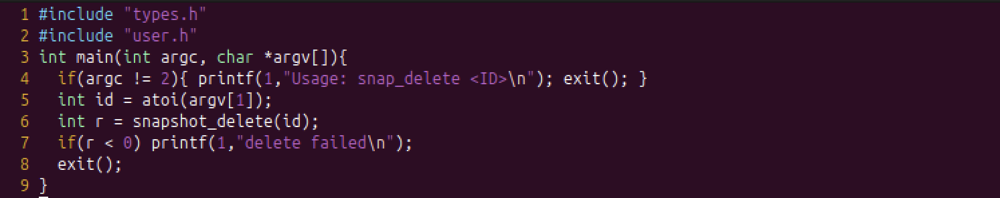 1 #include "types.h"
2 #include "user.h"
3 int main(int argc, char *argv[]){
4   if(argc != 2){ printf(1,"Usage: snap_delete <ID>\n"); exit(); }
5   int id = atoi(argv[1]);
6   int r = snapshot_delete(id);
7   if(r < 0) printf(1,"delete failed\n");
8   exit();
9 }